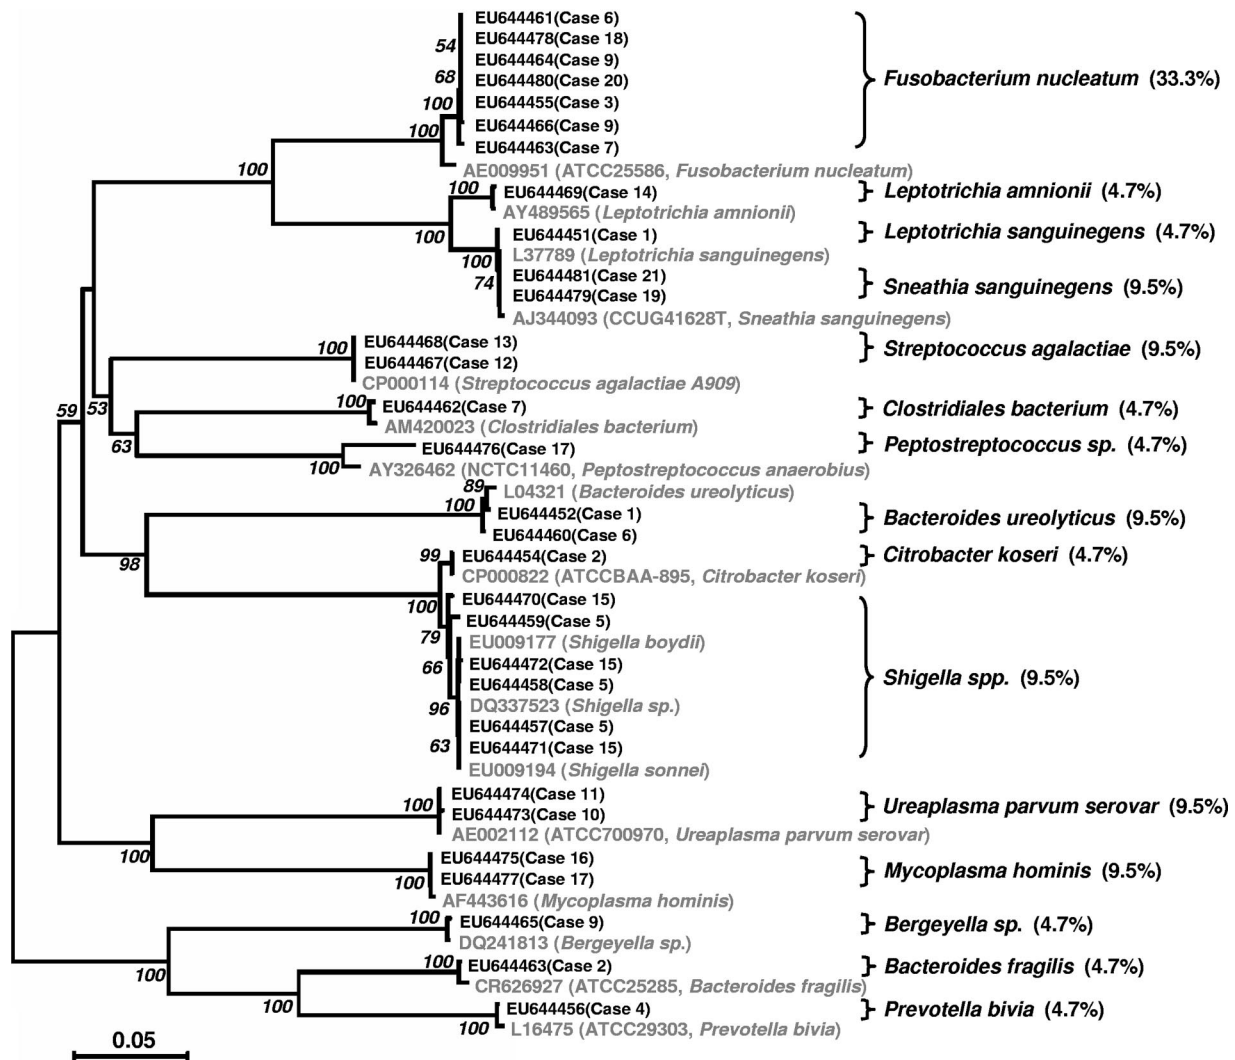 EU644461(Case 6)
EU644478(Case 18)
54
EU644464(Case 9)
Fusobacterium nucleatum (33.3%)
68
EU644480(Case 20)
100
EU644455(Case 3)
EU644466(Case 9)
100
EU644463(Case 7)
100
AE009951 (ATCC25586, Fusobacterium nucleatum)
100
EU644469(Case 14)
Leptotrichia amnionii (4.7%)
AY489565 (Leptotrichia amnionii)
100
EU644451(Case 1)
Leptotrichia sanguinegens (4.7%)
100
L37789 (Leptotrichia sanguinegens)
74
EU644481(Case 21)
EU644479(Case 19)
Sneathia sanguinegens (9.5%)
AJ344093 (CCUG41628T, Sneathia sanguinegens)
100
EU644468(Case 13)
Streptococcus agalactiae (9.5%)
EU644467(Case 12)
CP000114 (Streptococcus agalactiae A909)
59
53
100
EU644462(Case 7)
Clostridiales bacterium (4.7%)
AM420023 (Clostridiales bacterium)
63
EU644476(Case 17)
Peptostreptococcus sp. (4.7%)
100
AY326462 (NCTC11460, Peptostreptococcus anaerobius)
89
L04321 (Bacteroides ureolyticus)
100
EU644452(Case 1)
Bacteroides ureolyticus (9.5%)
EU644460(Case 6)
98
99
EU644454(Case 2)
Citrobacter koseri (4.7%)
CP000822 (ATCCBAA-895, Citrobacter koseri)
100
EU644470(Case 15)
EU644459(Case 5)
79
EU009177 (Shigella boydii)
66
EU644472(Case 15)
EU644458(Case 5)
Shigella spp. (9.5%)
96
DQ337523 (Shigella sp.)
EU644457(Case 5)
63
EU644471(Case 15)
EU009194 (Shigella sonnei)
100
EU644474(Case 11)
Ureaplasma parvum serovar (9.5%)
EU644473(Case 10)
AE002112 (ATCC700970, Ureaplasma parvum serovar)
100
EU644475(Case 16)
Mycoplasma hominis (9.5%)
100
EU644477(Case 17)
AF443616 (Mycoplasma hominis)
100
EU644465(Case 9)
Bergeyella sp. (4.7%)
DQ241813 (Bergeyella sp.)
100
100
EU644463(Case 2)
Bacteroides fragilis (4.7%)
CR626927 (ATCC25285, Bacteroides fragilis)
100
EU644456(Case 4)
Prevotella bivia (4.7%)
100
L16475 (ATCC29303, Prevotella bivia)
0.05